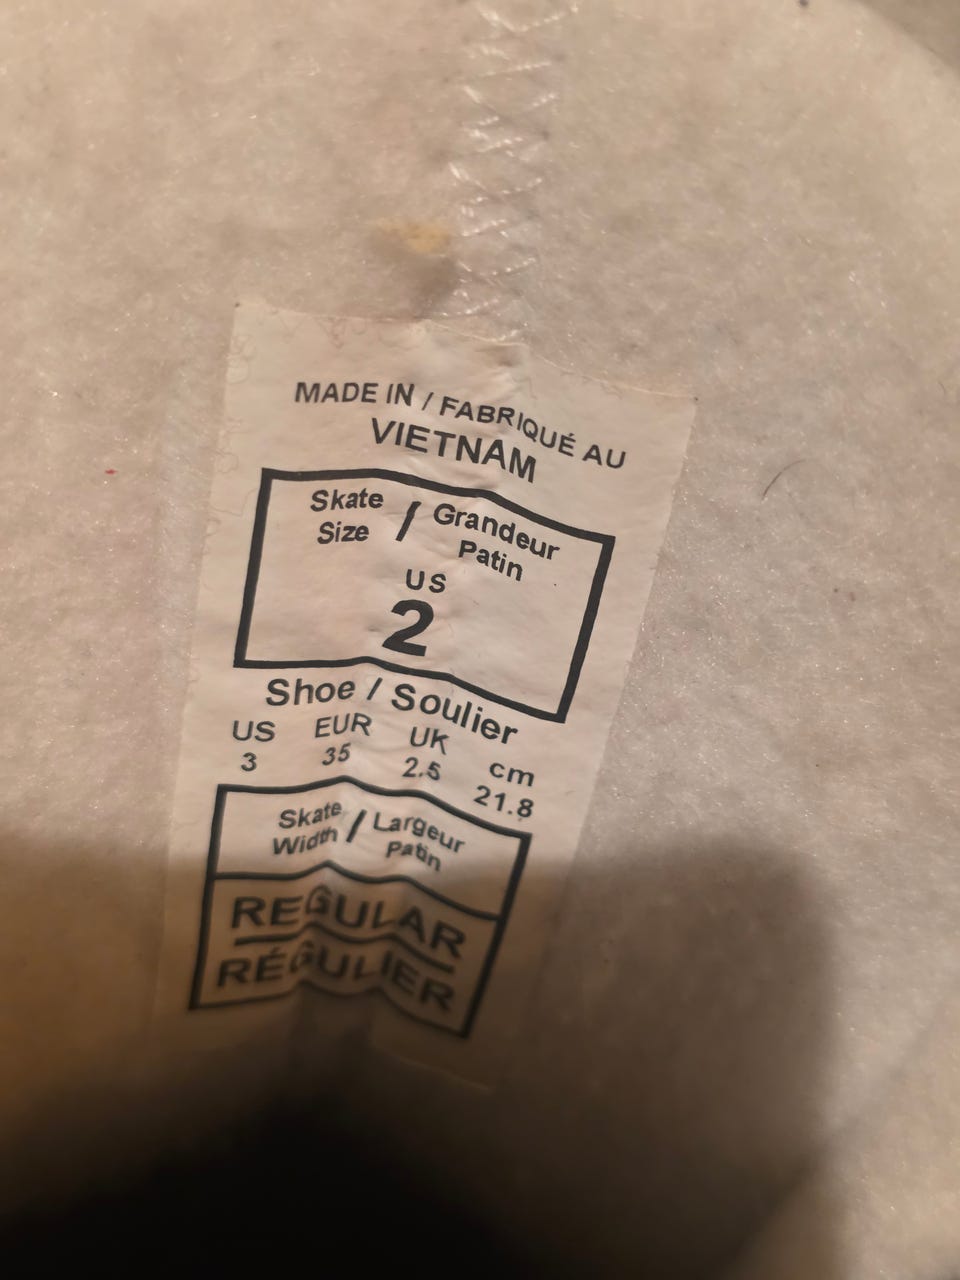 MADE IN / FABRIQUÉ AU
VIETNAM
Skate Size / Grandeur Patin
US
2
Shoe / Soulier
US EUR UK cm
3 35 2.5 21.8
Skate Width / Largeur Patin
REGULAR
RÉGULIER